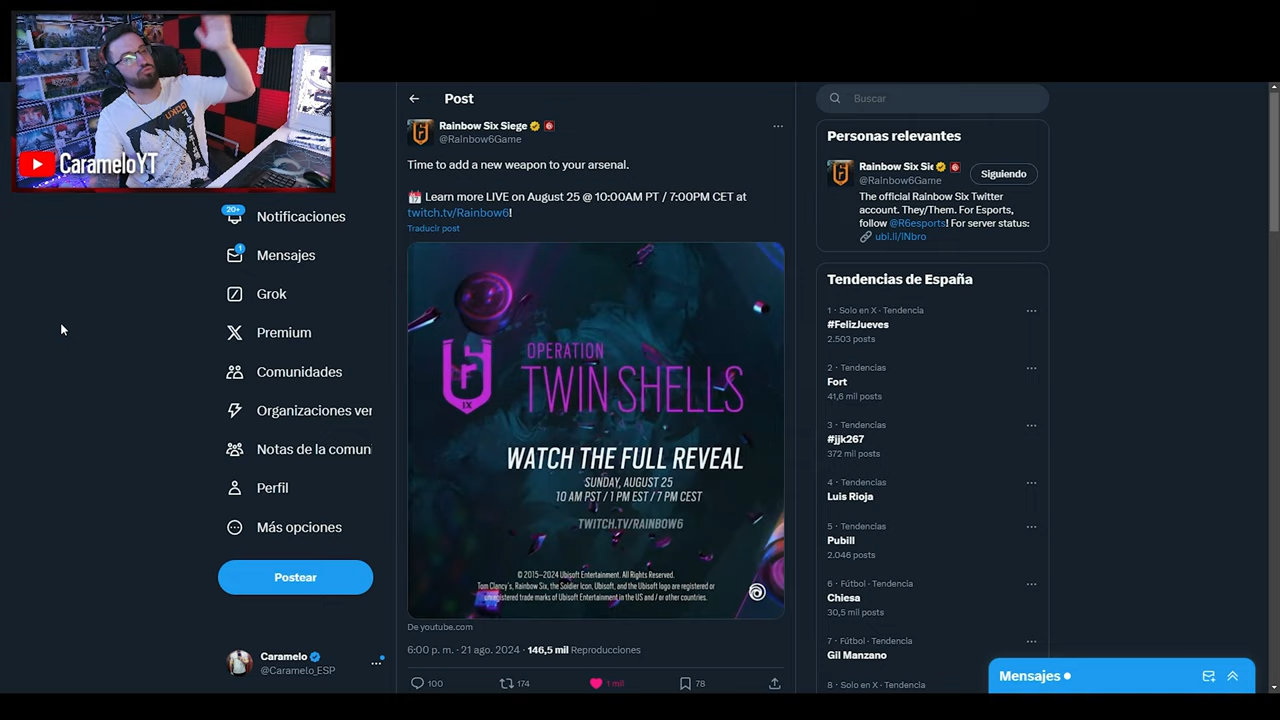 CarameloYT
20+
Notificaciones
1
Mensajes
Grok
Premium
Comunidades
Organizaciones ver
Notas de la comuni
Perfil
Más opciones
Postear
Caramelo
@Caramelo_ESP
Post
Rainbow Six Siege
@Rainbow6Game
Time to add a new weapon to your arsenal.
Learn more LIVE on August 25 @ 10:00AM PT / 7:00PM CET at
twitch.tv/Rainbow6!
Traducir post
IX
OPERATION
TWIN SHELLS
WATCH THE FULL REVEAL
SUNDAY, AUGUST 25
10 AM PST / 1 PM EST / 7 PM CEST
TWITCH.TV/RAINBOW6
© 2015–2024 Ubisoft Entertainment. All Rights Reserved.
Tom Clancy's, Rainbow Six, the Soldier Icon, Ubisoft, and the Ubisoft logo are registered or
unregistered trade marks of Ubisoft Entertainment in the US and / or other countries.
De youtube.com
6:00 p. m. · 21 ago. 2024 · 146,5 mil Reproducciones
100
174
1 mil
78
Buscar
Personas relevantes
Rainbow Six Sie
@Rainbow6Game
Siguiendo
The official Rainbow Six Twitter
account. They/Them. For Esports,
follow @R6esports! For server status:
ubi.li/lNbro
Tendencias de España
1 · Solo en X · Tendencia
#FelizJueves
2.503 posts
2 · Tendencias
Fort
41,6 mil posts
3 · Tendencias
#jjk267
372 mil posts
4 · Tendencias
Luis Rioja
5 · Tendencias
Pubill
2.046 posts
6 · Fútbol · Tendencia
Chiesa
30,5 mil posts
7 · Fútbol · Tendencia
Gil Manzano
8 · Solo en X · Tendencia
Mensajes